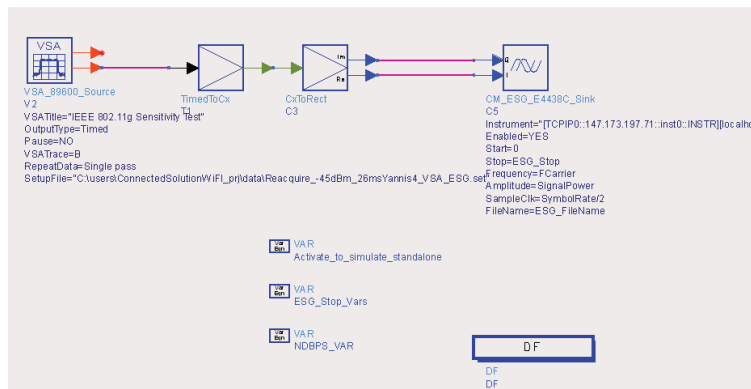 VSA
VSA_89600_Source
V2
VSATitle="IEEE 802.11g Sensitivity Test"
OutputType=Timed
Pause=NO
VSATrace=B
RepeatData=Single pass
SetupFile="C:\users\ConnectedSolutionWiFI_prj\data\Reacquire_-45dBm_26msYannis4_VSA_ESG.set"
TimedToCx
T1
Im
Re
CxToRect
C3
Q
I
CM_ESG_E4438C_Sink
C5
Instrument="[TCPIP0::147.173.197.71::inst0::INSTR][localho
Enabled=YES
Start=0
Stop=ESG_Stop
Frequency=FCarrier
Amplitude=SignalPower
SampleClk=SymbolRate/2
FileName=ESG_FileName
Var
Eqn
VAR
Activate_to_simulate_standalone
Var
Eqn
VAR
ESG_Stop_Vars
Var
Eqn
VAR
NDBPS_VAR
DF
DF
DF